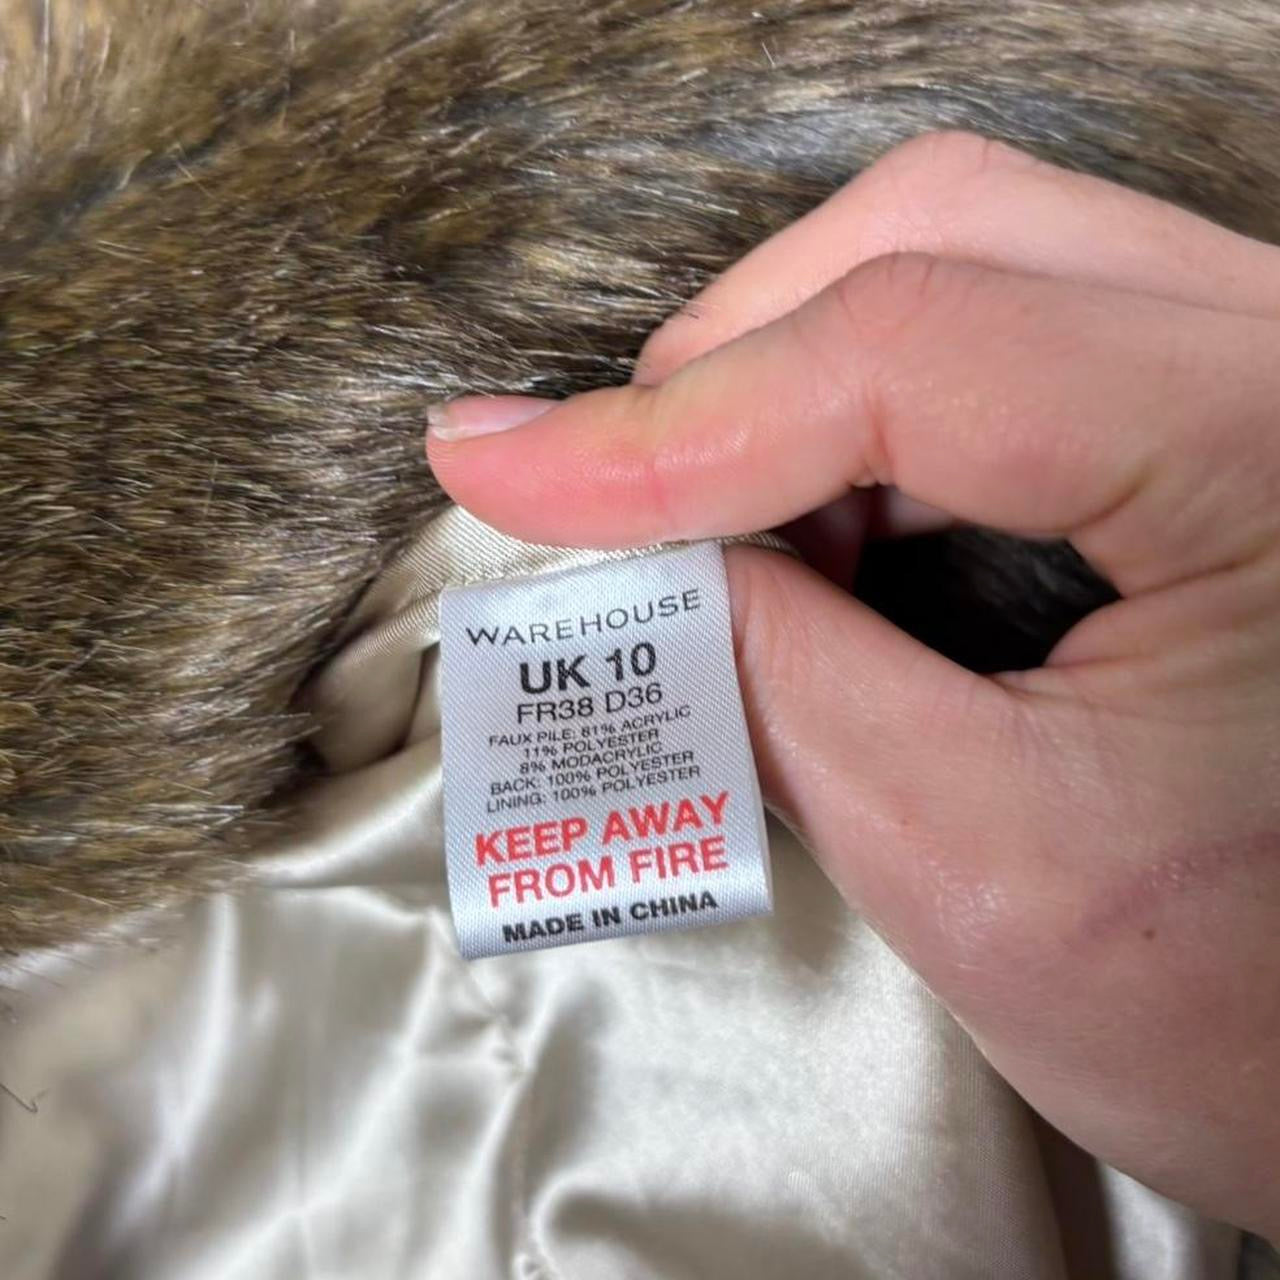 WAREHOUSE
UK 10
FR38 D36
FAUX PILE: 81% ACRYLIC
11% POLYESTER
8% MODACRYLIC
BACK: 100% POLYESTER
LINING: 100% POLYESTER
KEEP AWAY
FROM FIRE
MADE IN CHINA